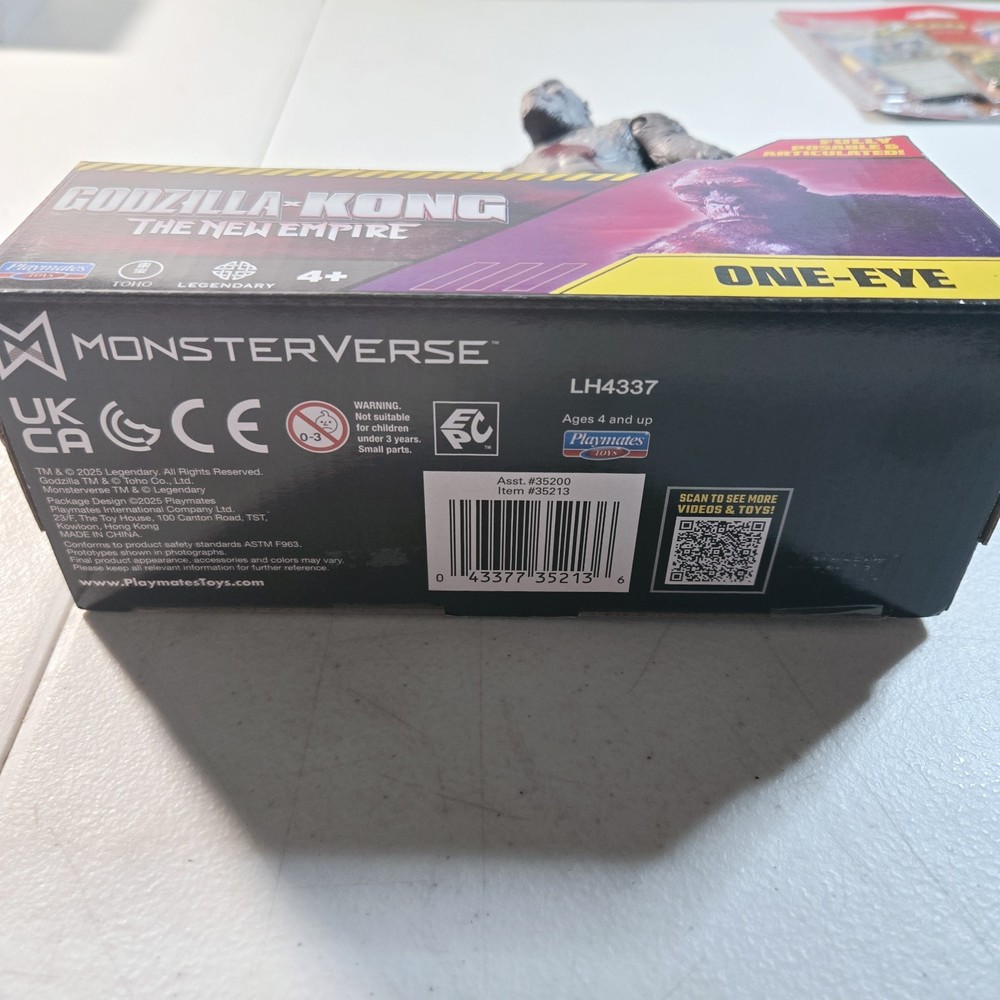 FULLY
POSABLE &
ARTICULATED!
GODZILLA × KONG
THE NEW EMPIRE
Playmates
TOYS
TOHO
LEGENDARY
4+
ONE-EYE
MONSTERVERSE™
LH4337
UK
CA
CE
0-3
WARNING.
Not suitable
for children
under 3 years.
Small parts.
EPC
Ages 4 and up
Playmates
TOYS
TM & © 2025 Legendary. All Rights Reserved.
Godzilla TM & © Toho Co., Ltd.
Monsterverse TM & © Legendary
Package Design ©2025 Playmates
Playmates International Company Ltd.
23/F, The Toy House, 100 Canton Road, TST,
Kowloon, Hong Kong
MADE IN CHINA.
Conforms to product safety standards ASTM F963.
Prototypes shown in photographs.
Final product appearance, accessories and colors may vary.
Please keep all relevant information for further reference.
www.PlaymatesToys.com
Asst. #35200
Item #35213
0 43377 35213 6
SCAN TO SEE MORE
VIDEOS & TOYS!